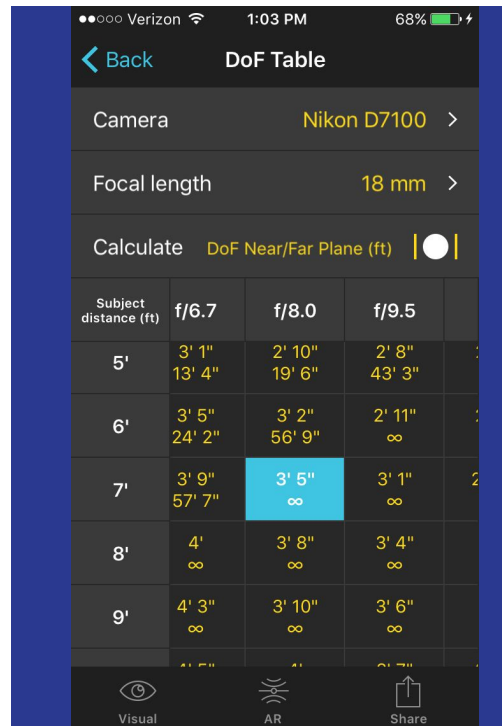 Verizon 1:03 PM 68%
Back DoF Table
Camera Nikon D7100
Focal length 18 mm
Calculate DoF Near/Far Plane (ft)
Subject distance (ft) f/6.7 f/8.0 f/9.5
5' 3' 1" 2' 10" 2' 8"
13' 4" 19' 6" 43' 3"
6' 3' 5" 3' 2" 2' 11"
24' 2" 56' 9" ∞
7' 3' 9" 3' 5" 3' 1"
57' 7" ∞ ∞
8' 4' 3' 8" 3' 4"
∞ ∞ ∞
9' 4' 3" 3' 10" 3' 6"
∞ ∞ ∞
Visual AR Share